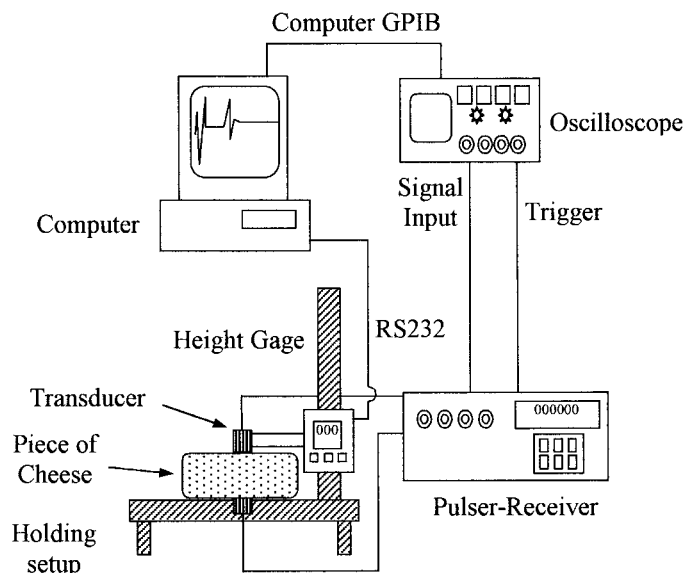 Computer GPIB
Oscilloscope
Signal
Input
Trigger
Computer
RS232
Height Gage
Transducer
000
000000
Piece of
Cheese
Pulser-Receiver
Holding
setup